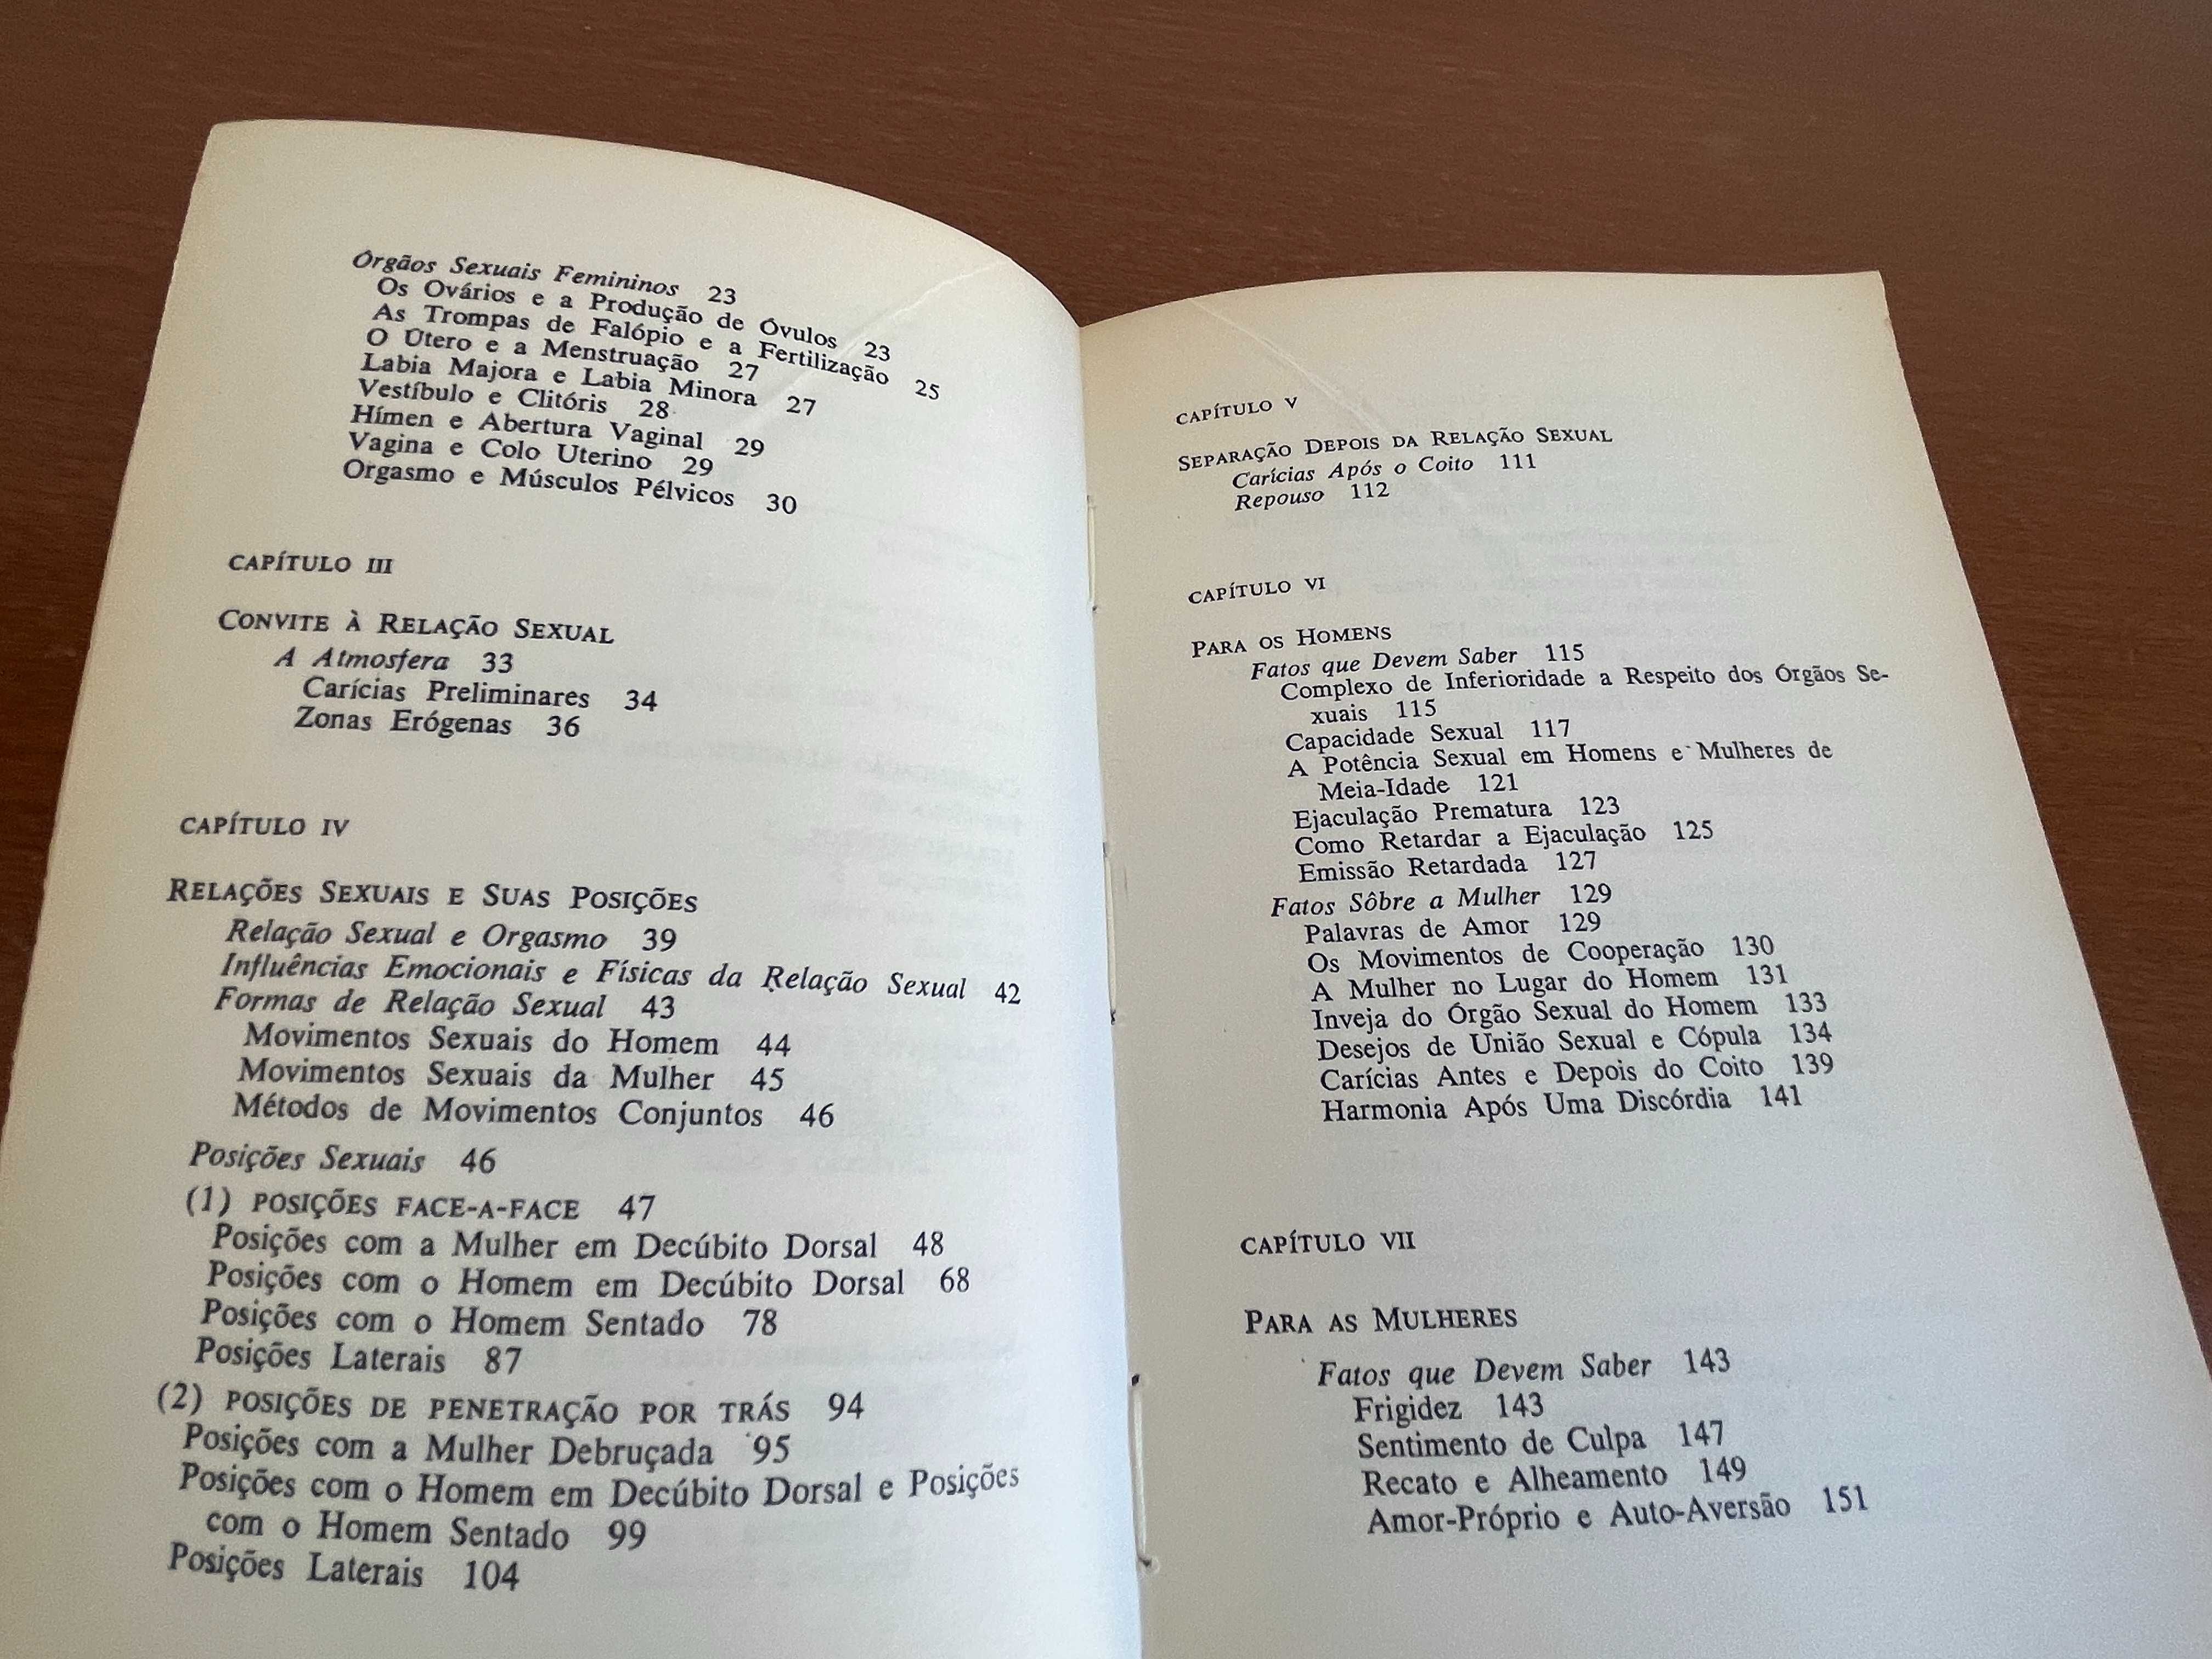 Órgãos Sexuais Femininos 23
Os Ovários e a Produção de Óvulos 23
As Trompas de Falópio e a Fertilização 25
O Útero e a Menstruação 27
Labia Majora e Labia Minora 27
Vestíbulo e Clitóris 28
Hímen e Abertura Vaginal 29
Vagina e Colo Uterino 29
Orgasmo e Músculos Pélvicos 30
CAPÍTULO III
CONVITE À RELAÇÃO SEXUAL
A Atmosfera 33
Carícias Preliminares 34
Zonas Erógenas 36
CAPÍTULO IV
RELAÇÕES SEXUAIS E SUAS POSIÇÕES
Relação Sexual e Orgasmo 39
Influências Emocionais e Físicas da Relação Sexual 42
Formas de Relação Sexual 43
Movimentos Sexuais do Homem 44
Movimentos Sexuais da Mulher 45
Métodos de Movimentos Conjuntos 46
Posições Sexuais 46
(1) POSIÇÕES FACE-A-FACE 47
Posições com a Mulher em Decúbito Dorsal 48
Posições com o Homem em Decúbito Dorsal 68
Posições com o Homem Sentado 78
Posições Laterais 87
(2) POSIÇÕES DE PENETRAÇÃO POR TRÁS 94
Posições com a Mulher Debruçada 95
Posições com o Homem em Decúbito Dorsal e Posições
com o Homem Sentado 99
Posições Laterais 104
CAPÍTULO V
SEPARAÇÃO DEPOIS DA RELAÇÃO SEXUAL
Carícias Após o Coito 111
Repouso 112
CAPÍTULO VI
PARA OS HOMENS
Fatos que Devem Saber 115
Complexo de Inferioridade a Respeito dos Órgãos Se-
xuais 115
Capacidade Sexual 117
A Potência Sexual em Homens e Mulheres de
Meia-Idade 121
Ejaculação Prematura 123
Como Retardar a Ejaculação 125
Emissão Retardada 127
Fatos Sôbre a Mulher 129
Palavras de Amor 129
Os Movimentos de Cooperação 130
A Mulher no Lugar do Homem 131
Inveja do Órgão Sexual do Homem 133
Desejos de União Sexual e Cópula 134
Carícias Antes e Depois do Coito 139
Harmonia Após Uma Discórdia 141
CAPÍTULO VII
PARA AS MULHERES
Fatos que Devem Saber 143
Frigidez 143
Sentimento de Culpa 147
Recato e Alheamento 149
Amor-Próprio e Auto-Aversão 151